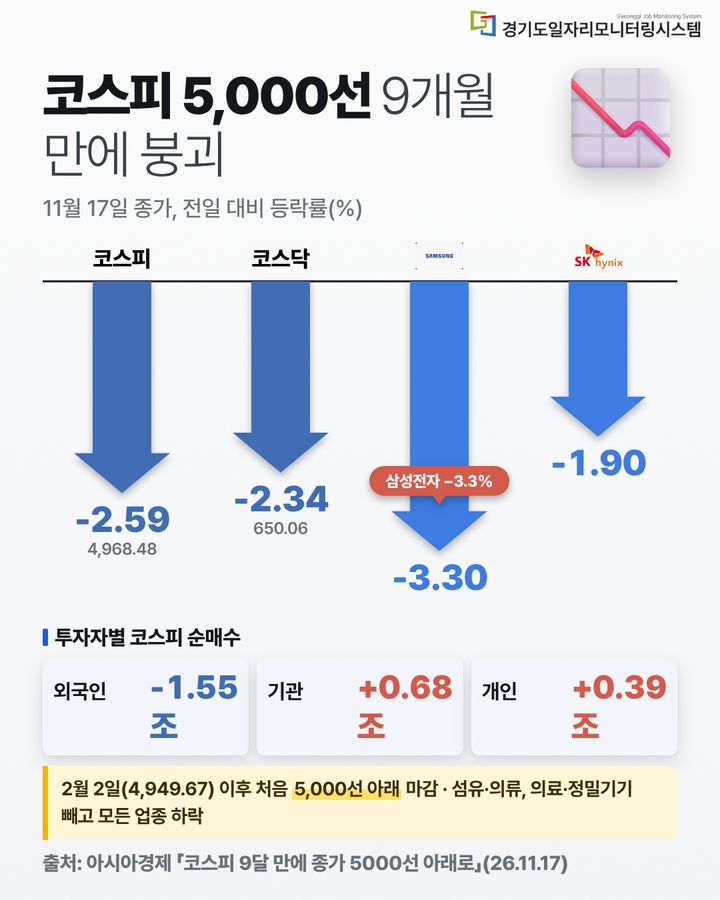 Gyeonggi Job Monitoring System
경기도일자리모니터링시스템
코스피 5,000선 9개월
만에 붕괴
11월 17일 종가, 전일 대비 등락률(%)
코스피
코스닥
SAMSUNG
SK hynix
-2.59
4,968.48
-2.34
650.06
삼성전자 -3.3%
-3.30
-1.90
투자자별 코스피 순매수
외국인 -1.55
조
기관 +0.68
조
개인 +0.39
조
2월 2일(4,949.67) 이후 처음 5,000선 아래 마감 · 섬유·의류, 의료·정밀기기
빼고 모든 업종 하락
출처: 아시아경제 『코스피 9달 만에 종가 5000선 아래로』(26.11.17)